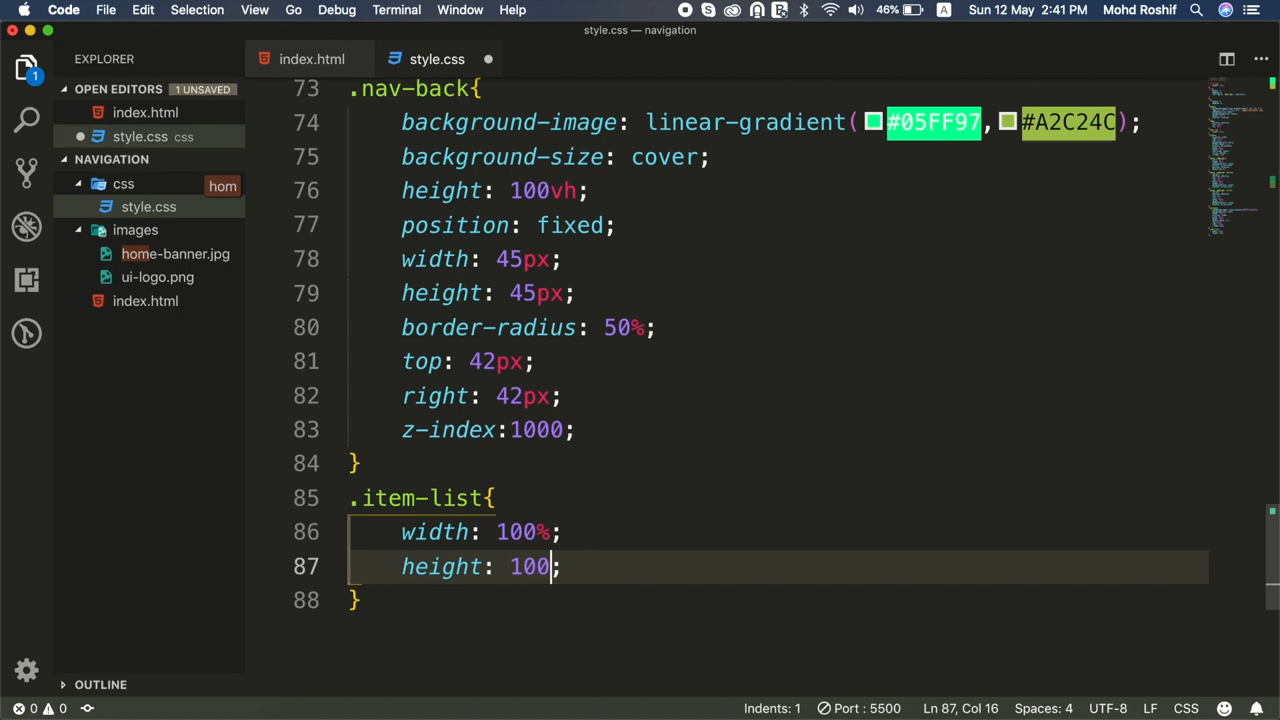 Code File Edit Selection View Go Debug Terminal Window Help 46% A Sun 12 May 2:41 PM Mohd Roshif
style.css — navigation
EXPLORER
index.html
style.css
OPEN EDITORS 1 UNSAVED
index.html
style.css css
NAVIGATION
css
hom
style.css
images
home-banner.jpg
ui-logo.png
index.html
OUTLINE
1
73 .nav-back{
74 background-image: linear-gradient(#05FF97,#A2C24C);
75 background-size: cover;
76 height: 100vh;
77 position: fixed;
78 width: 45px;
79 height: 45px;
80 border-radius: 50%;
81 top: 42px;
82 right: 42px;
83 z-index:1000;
84 }
85 .item-list{
86 width: 100%;
87 height: 100;
88 }
0 0 Indents: 1 Port : 5500 Ln 87, Col 16 Spaces: 4 UTF-8 LF CSS